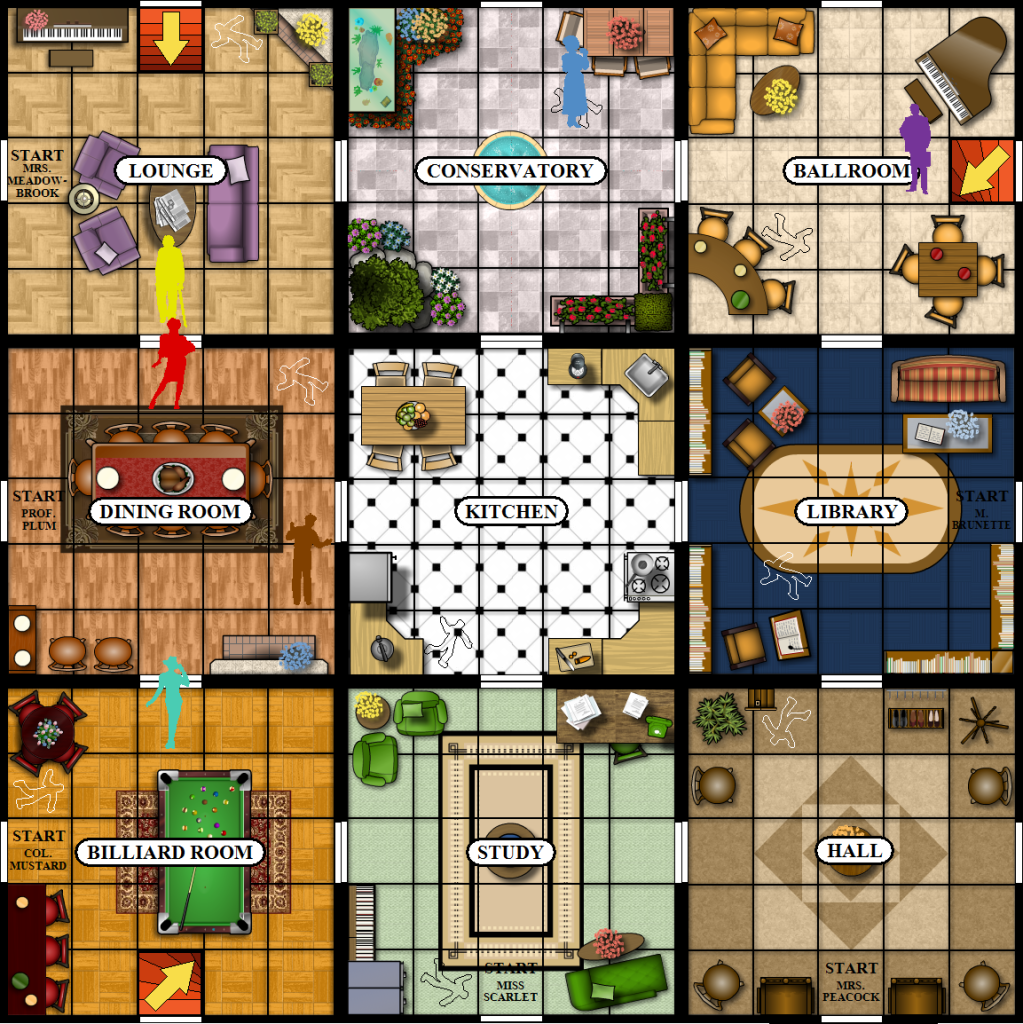 START
MRS.
MEADOW-
BROOK
LOUNGE
CONSERVATORY
BALLROOM
START
PROF.
PLUM
DINING ROOM
KITCHEN
LIBRARY
START
M.
BRUNETTE
START
COL.
MUSTARD
BILLIARD ROOM
STUDY
HALL
START
MISS
SCARLET
START
MRS.
PEACOCK